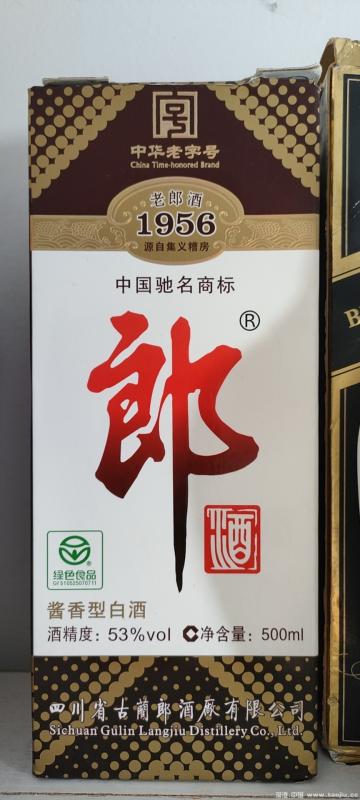 中华老字号
China Time-honored Brand
老郎酒
1956
源自集义糟房
中国驰名商标
郎®
酒
绿色食品
GF510525070711
酱香型白酒
酒精度：53%vol 净含量：500ml
四川省古蔺郎酒廠有限公司
Sichuan Gulin Langjiu Distillery Co., Ltd.
B